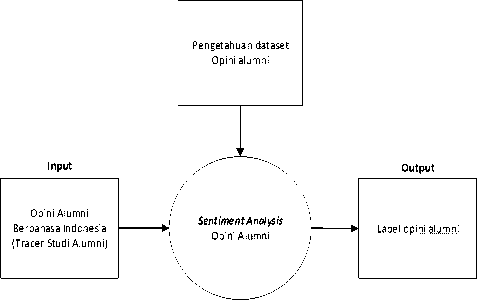 Pengetahuan dataset
Opini alumni
Input
Opini Alumni
Berbahasa Indonesia
(Tracer Studi Alumni)
Sentiment Analysis
Opini Alumni
Output
Label opini alumni